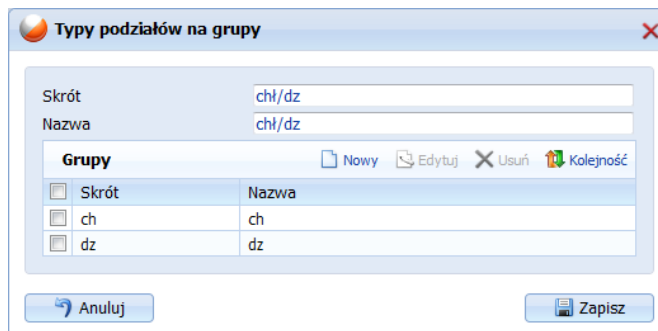 Typy podziałów na grupy
Skrót chł/dz
Nazwa chł/dz
Grupy Nowy Edytuj Usuń Kolejność
Skrót Nazwa
ch ch
dz dz
Anuluj Zapisz